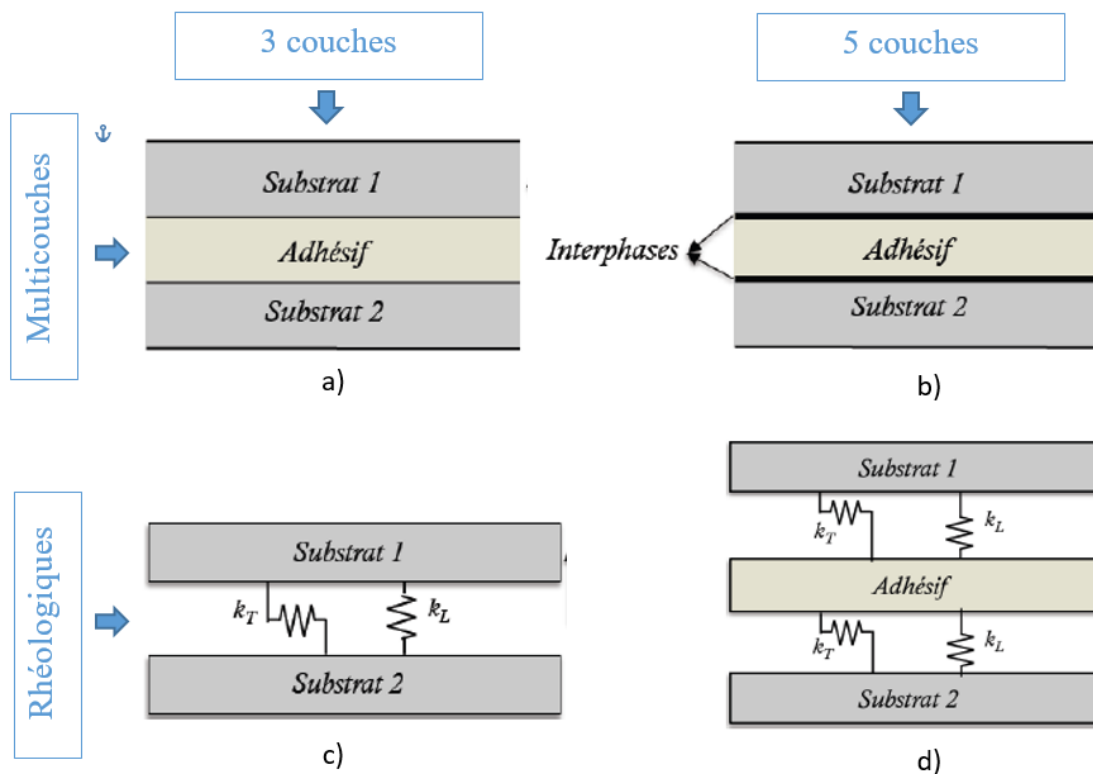 3 couches
5 couches
Multicouches
Substrat 1
Adhésif
Substrat 2
a)
Interphases
Substrat 1
Adhésif
Substrat 2
b)
Rhéologiques
Substrat 1
k_T
k_L
Substrat 2
c)
Substrat 1
k_T
k_L
Adhésif
k_T
k_L
Substrat 2
d)